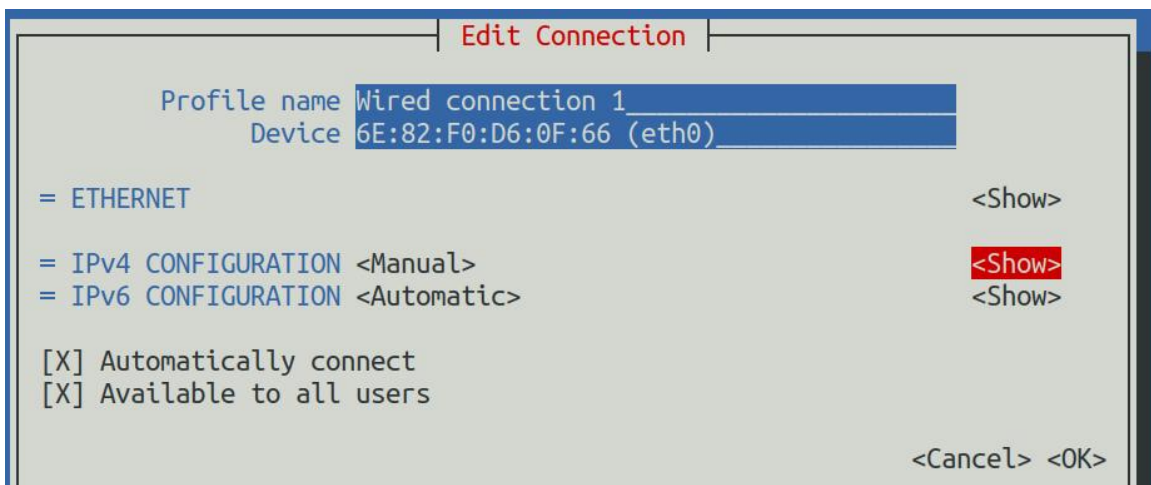 Edit Connection
Profile name Wired connection 1
Device 6E:82:F0:D6:0F:66 (eth0)
= ETHERNET <Show>
= IPv4 CONFIGURATION <Manual> <Show>
= IPv6 CONFIGURATION <Automatic> <Show>
[X] Automatically connect
[X] Available to all users
<Cancel> <OK>